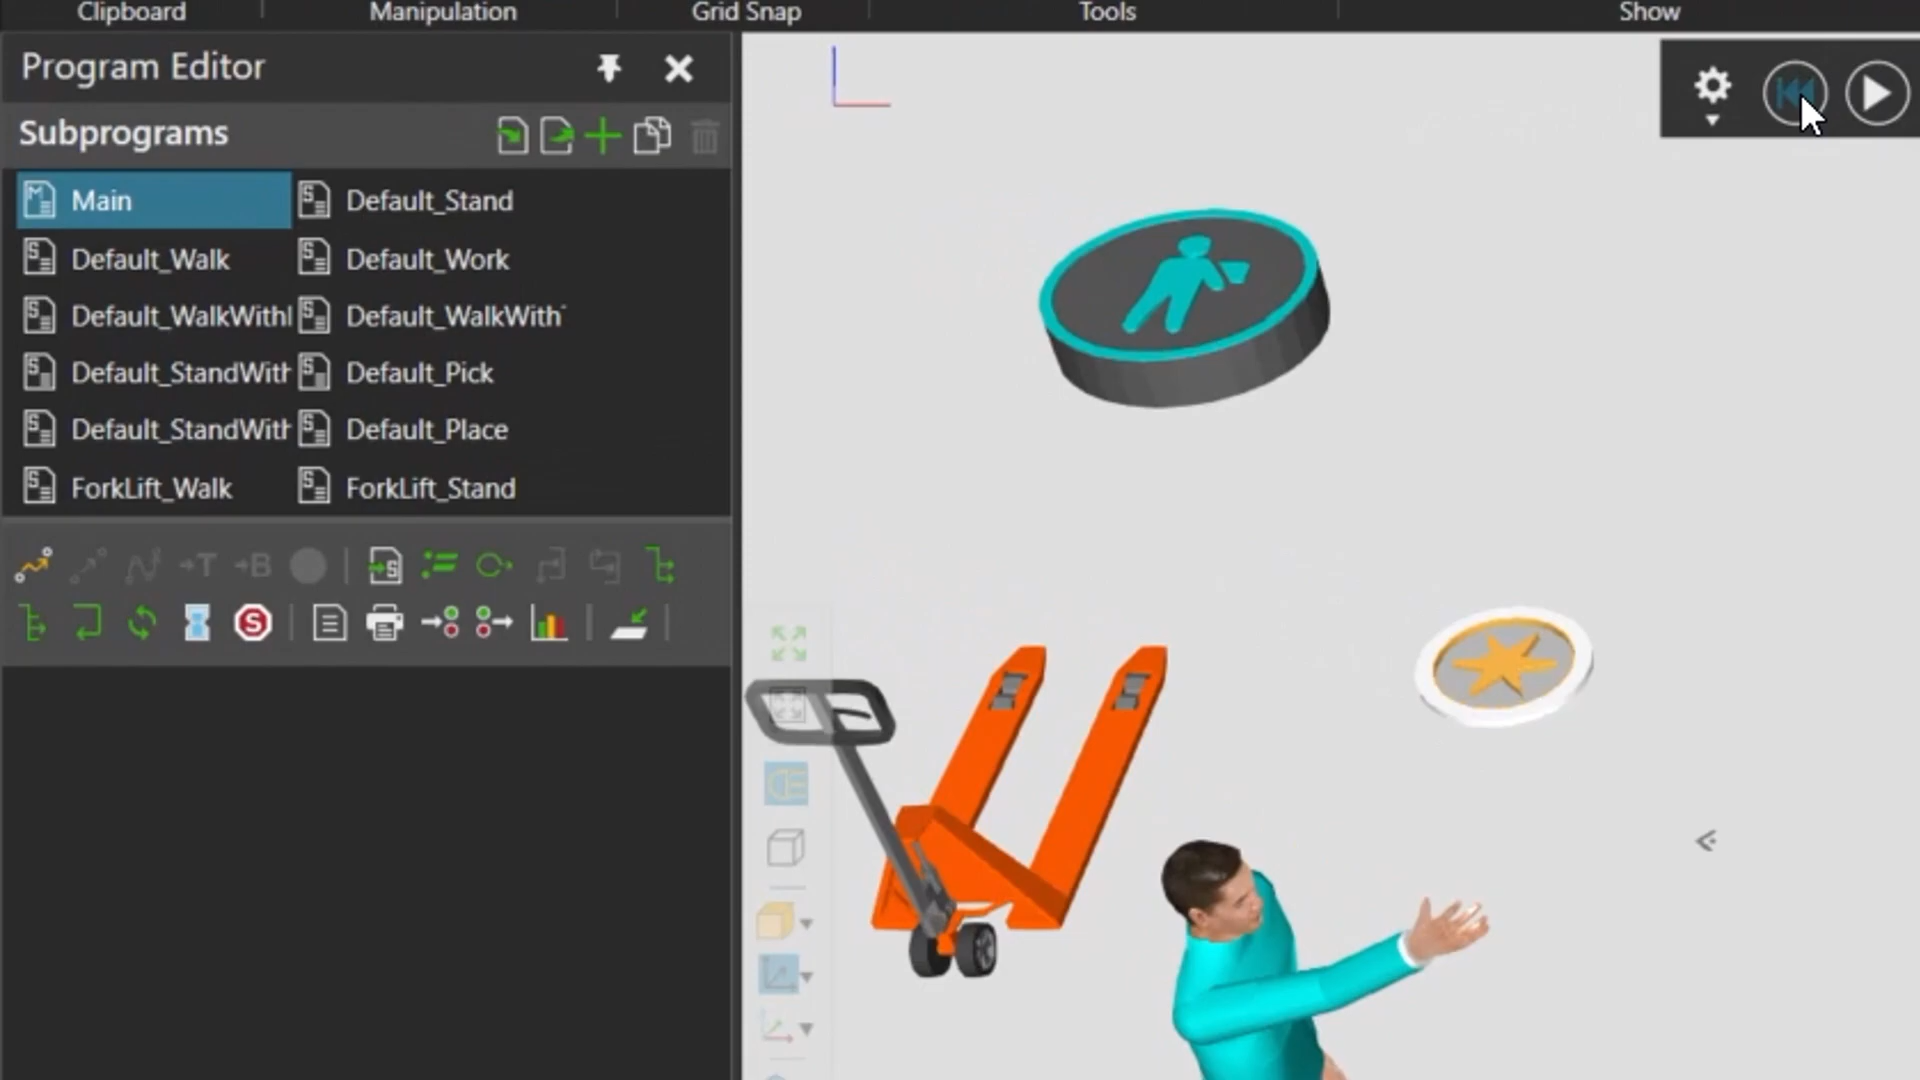 Clipboard Manipulation Grid Snap Tools Show
Program Editor
Subprograms
Main Default_Stand
Default_Walk Default_Work
Default_WalkWithI Default_WalkWith
Default_StandWith Default_Pick
Default_StandWith Default_Place
ForkLift_Walk ForkLift_Stand